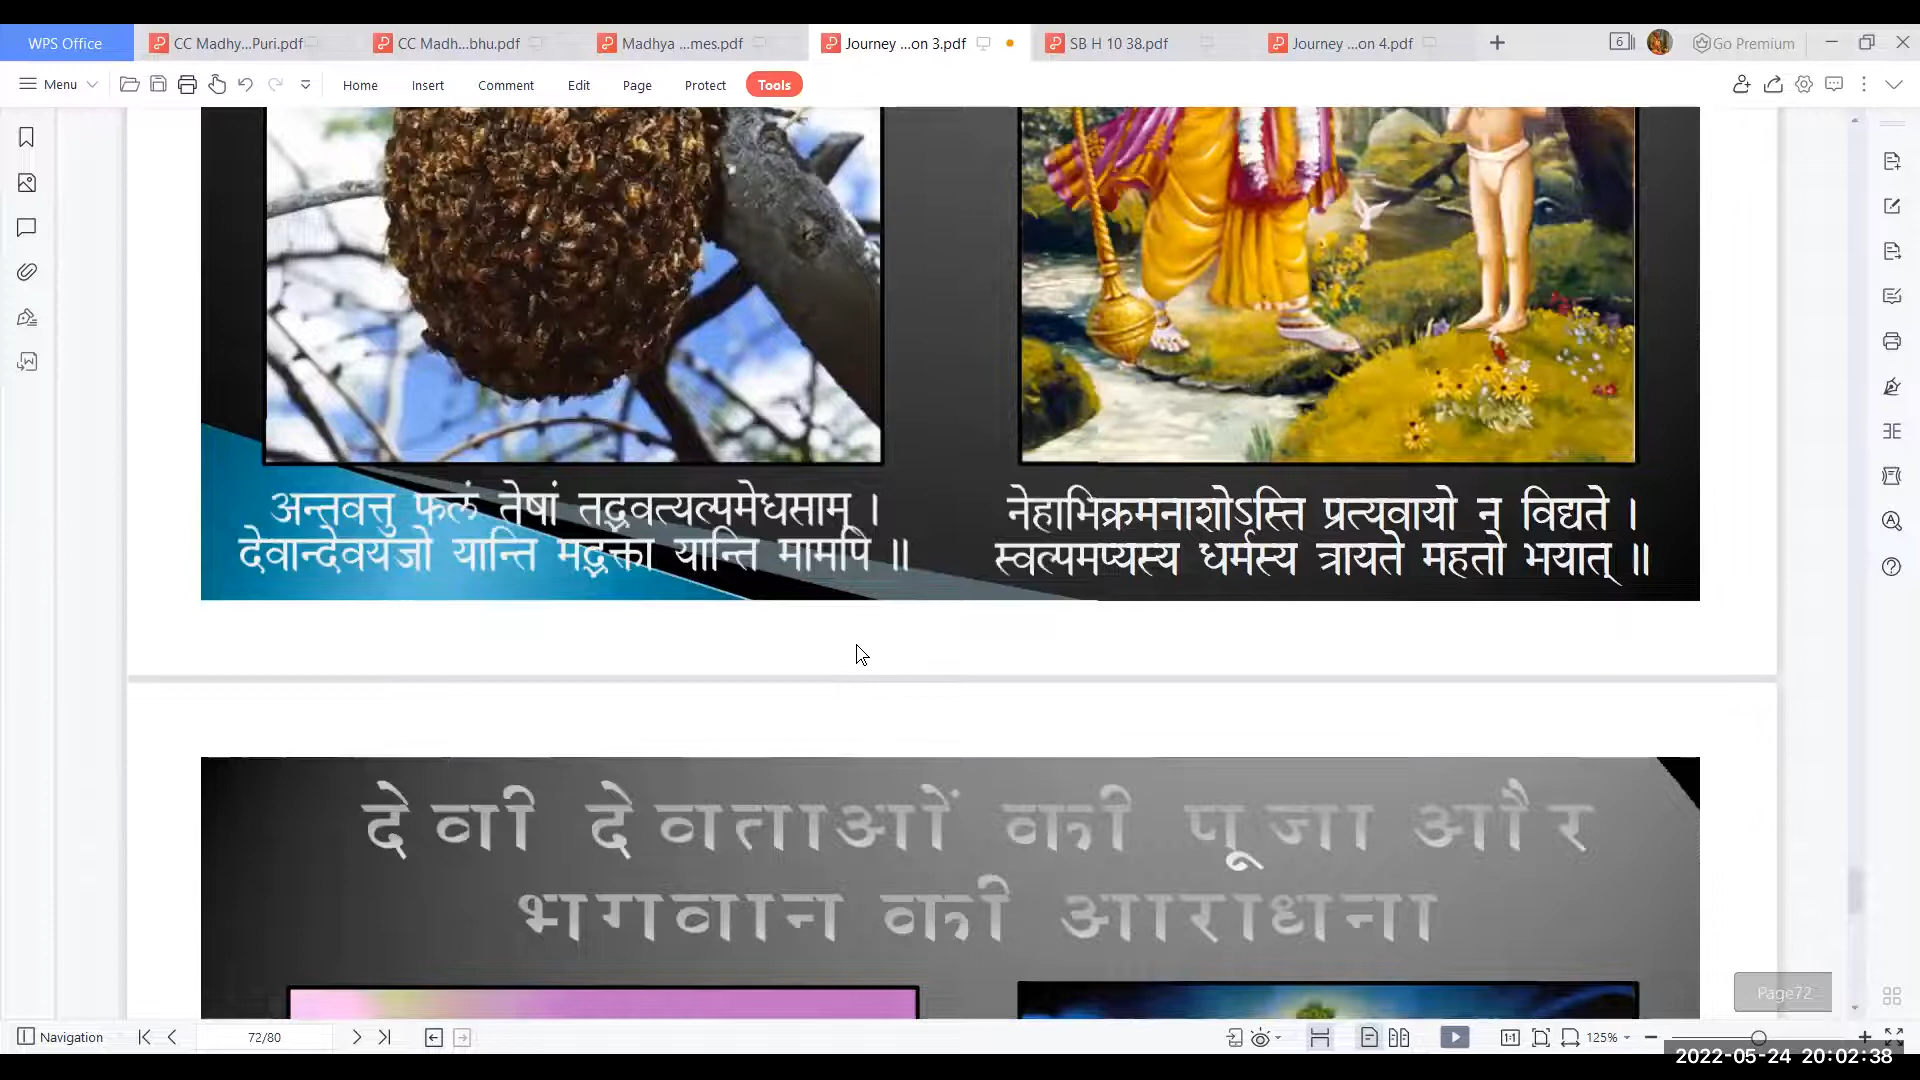 WPS Office
CC Madhy...Puri.pdf
CC Madh...bhu.pdf
Madhya ...mes.pdf
Journey ...on 3.pdf
SB H 10 38.pdf
Journey ...on 4.pdf
6
Go Premium
Menu
Home
Insert
Comment
Edit
Page
Protect
Tools
अन्तवत्तु फलं तेषां तद्भवत्यल्पमेधसाम् ।
देवान्देवयजो यान्ति मद्भक्ता यान्ति मामपि ॥
नेहाभिक्रमनाशोऽस्ति प्रत्यवायो न विद्यते ।
स्वल्पमप्यस्य धर्मस्य त्रायते महतो भयात् ॥
देवी देवताओं की पूजा और
भगवान की आराधना
Page72
Navigation
72/80
1:1
125%
2022-05-24 20:02:38